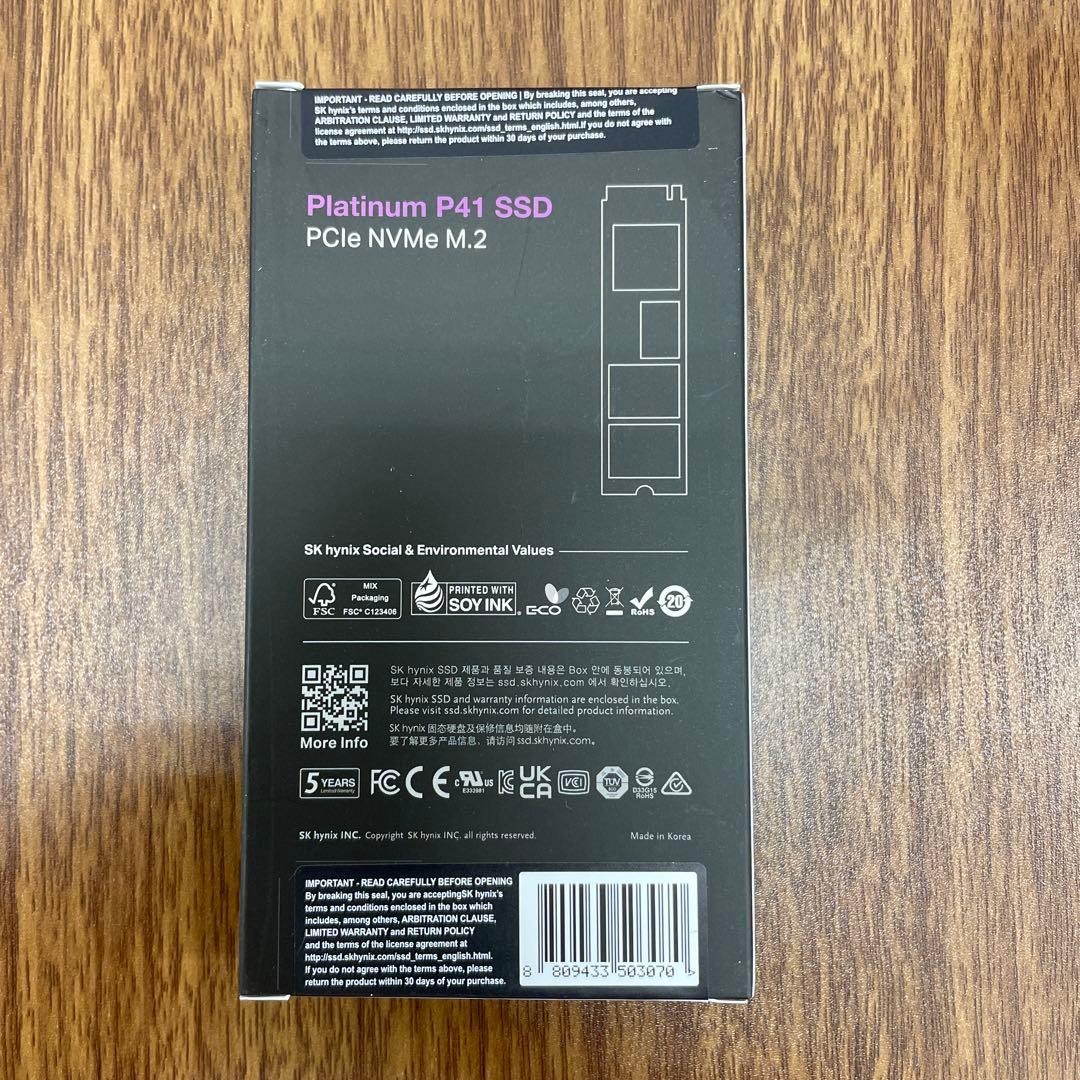 IMPORTANT - READ CAREFULLY BEFORE OPENING | By breaking this seal, you are accepting
SK hynix's terms and conditions enclosed in the box which includes, among others,
ARBITRATION CLAUSE, LIMITED WARRANTY and RETURN POLICY and the terms of the
license agreement at http://ssd.skhynix.com/ssd_terms_english.html.If you do not agree with
the terms above, please return the product within 30 days of your purchase.
Platinum P41 SSD
PCIe NVMe M.2
SK hynix Social & Environmental Values
FSC
MIX
Packaging
FSC® C123406
PRINTED WITH
SOY INK
ECO
RoHS
20
SK hynix SSD 제품과 품질 보증 내용은 Box 안에 동봉되어 있으며,
보다 자세한 제품 정보는 ssd.skhynix.com 에서 확인하십시오.
SK hynix SSD and warranty information are enclosed in the box.
Please visit ssd.skhynix.com for detailed product information.
SK hynix 固态硬盘及保修信息均随附在盒中。
要了解更多产品信息，请访问 ssd.skhynix.com。
More Info
5 YEARS
Limited Warranty
FC CE
c RU us
E333981
UK
CA
VCI
TUV
D33G15
RoHS
SK hynix INC. Copyright SK hynix INC. all rights reserved.
Made in Korea
IMPORTANT - READ CAREFULLY BEFORE OPENING
By breaking this seal, you are acceptingSK hynix's
terms and conditions enclosed in the box which
includes, among others, ARBITRATION CLAUSE,
LIMITED WARRANTY and RETURN POLICY
and the terms of the license agreement at
http://ssd.skhynix.com/ssd_terms_english.html.
If you do not agree with the terms above, please
return the product within 30 days of your purchase.
8 809433 503070 >